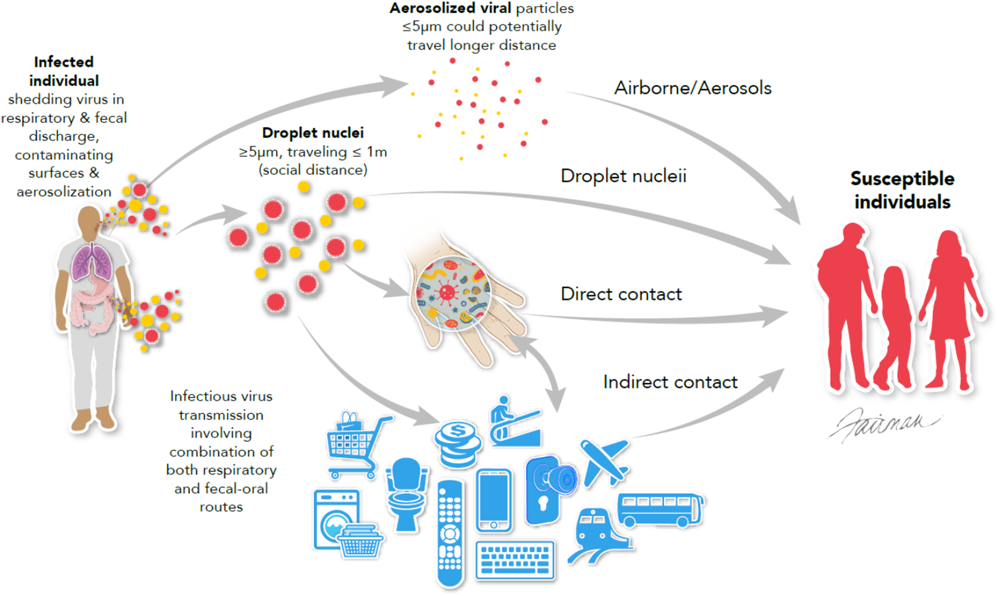 Aerosolized viral particles
≤5µm could potentially
travel longer distance
Infected
individual
shedding virus in
respiratory & fecal
discharge,
contaminating
surfaces &
aerosolization
Droplet nuclei
≥5µm, traveling ≤ 1m
(social distance)
Airborne/Aerosols
Droplet nucleii
Direct contact
Indirect contact
Susceptible
individuals
Fairman
Infectious virus
transmission
involving
combination of
both respiratory
and fecal-oral
routes
$